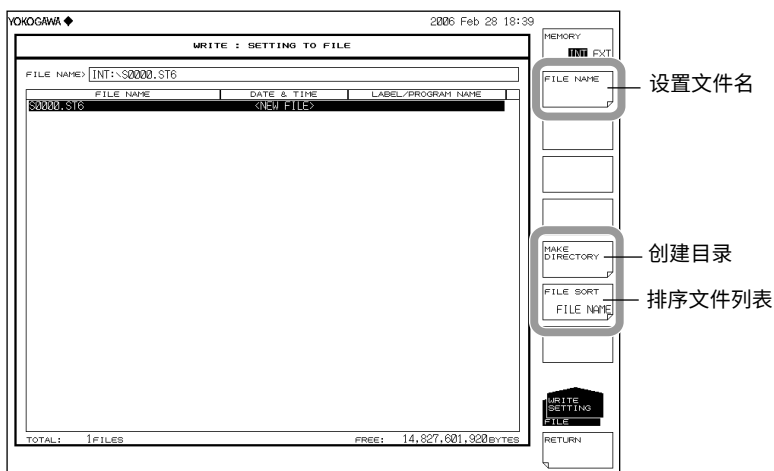 YOKOGAWA ◆
2006 Feb 28 18:39
WRITE : SETTING TO FILE
FILE NAME> INT:\S0000.ST6
FILE NAME DATE & TIME LABEL/PROGRAM NAME
S0000.ST6 <NEW FILE>
TOTAL: 1FILES FREE: 14,827,601,920BYTES
MEMORY
INT EXT
FILE NAME
设置文件名
MAKE
DIRECTORY
创建目录
FILE SORT
FILE NAME
排序文件列表
WRITE
SETTING
FILE
RETURN